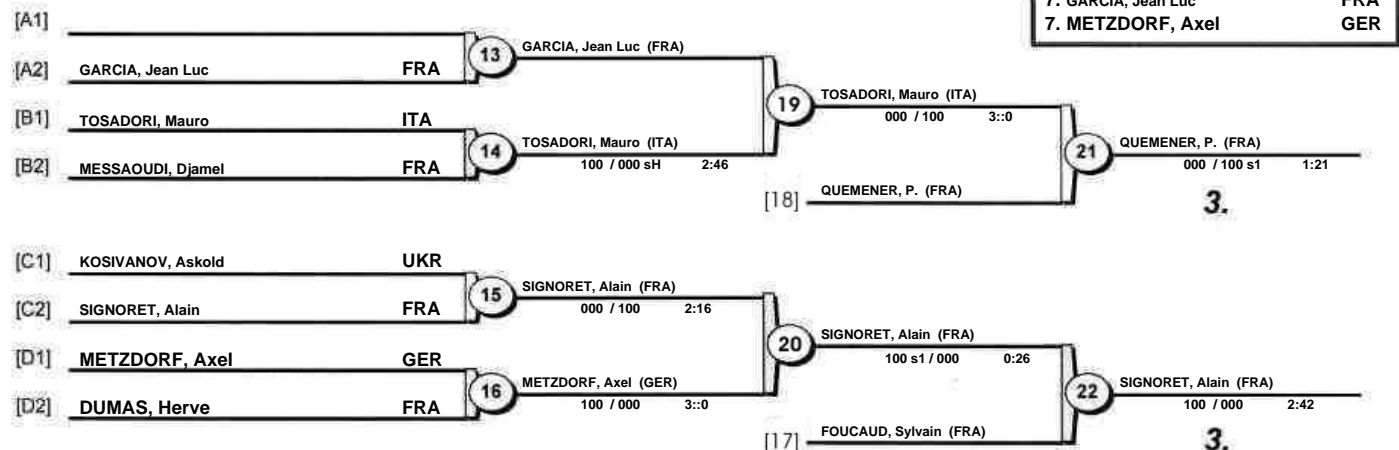 7. GARCIA, Jean Luc FRA
7. METZDORF, Axel GER
[A1]
[A2] GARCIA, Jean Luc FRA
13
GARCIA, Jean Luc (FRA)
[B1] TOSADORI, Mauro ITA
[B2] MESSAOUDI, Djamel FRA
14
TOSADORI, Mauro (ITA)
100 / 000 sH 2:46
19
TOSADORI, Mauro (ITA)
000 / 100 3::0
[18] QUEMENER, P. (FRA)
21
QUEMENER, P. (FRA)
000 / 100 s1 1:21
3.
[C1] KOSIVANOV, Askold UKR
[C2] SIGNORET, Alain FRA
15
SIGNORET, Alain (FRA)
000 / 100 2:16
[D1] METZDORF, Axel GER
[D2] DUMAS, Herve FRA
16
METZDORF, Axel (GER)
100 / 000 3::0
20
SIGNORET, Alain (FRA)
100 s1 / 000 0:26
[17] FOUCAUD, Sylvain (FRA)
22
SIGNORET, Alain (FRA)
100 / 000 2:42
3.